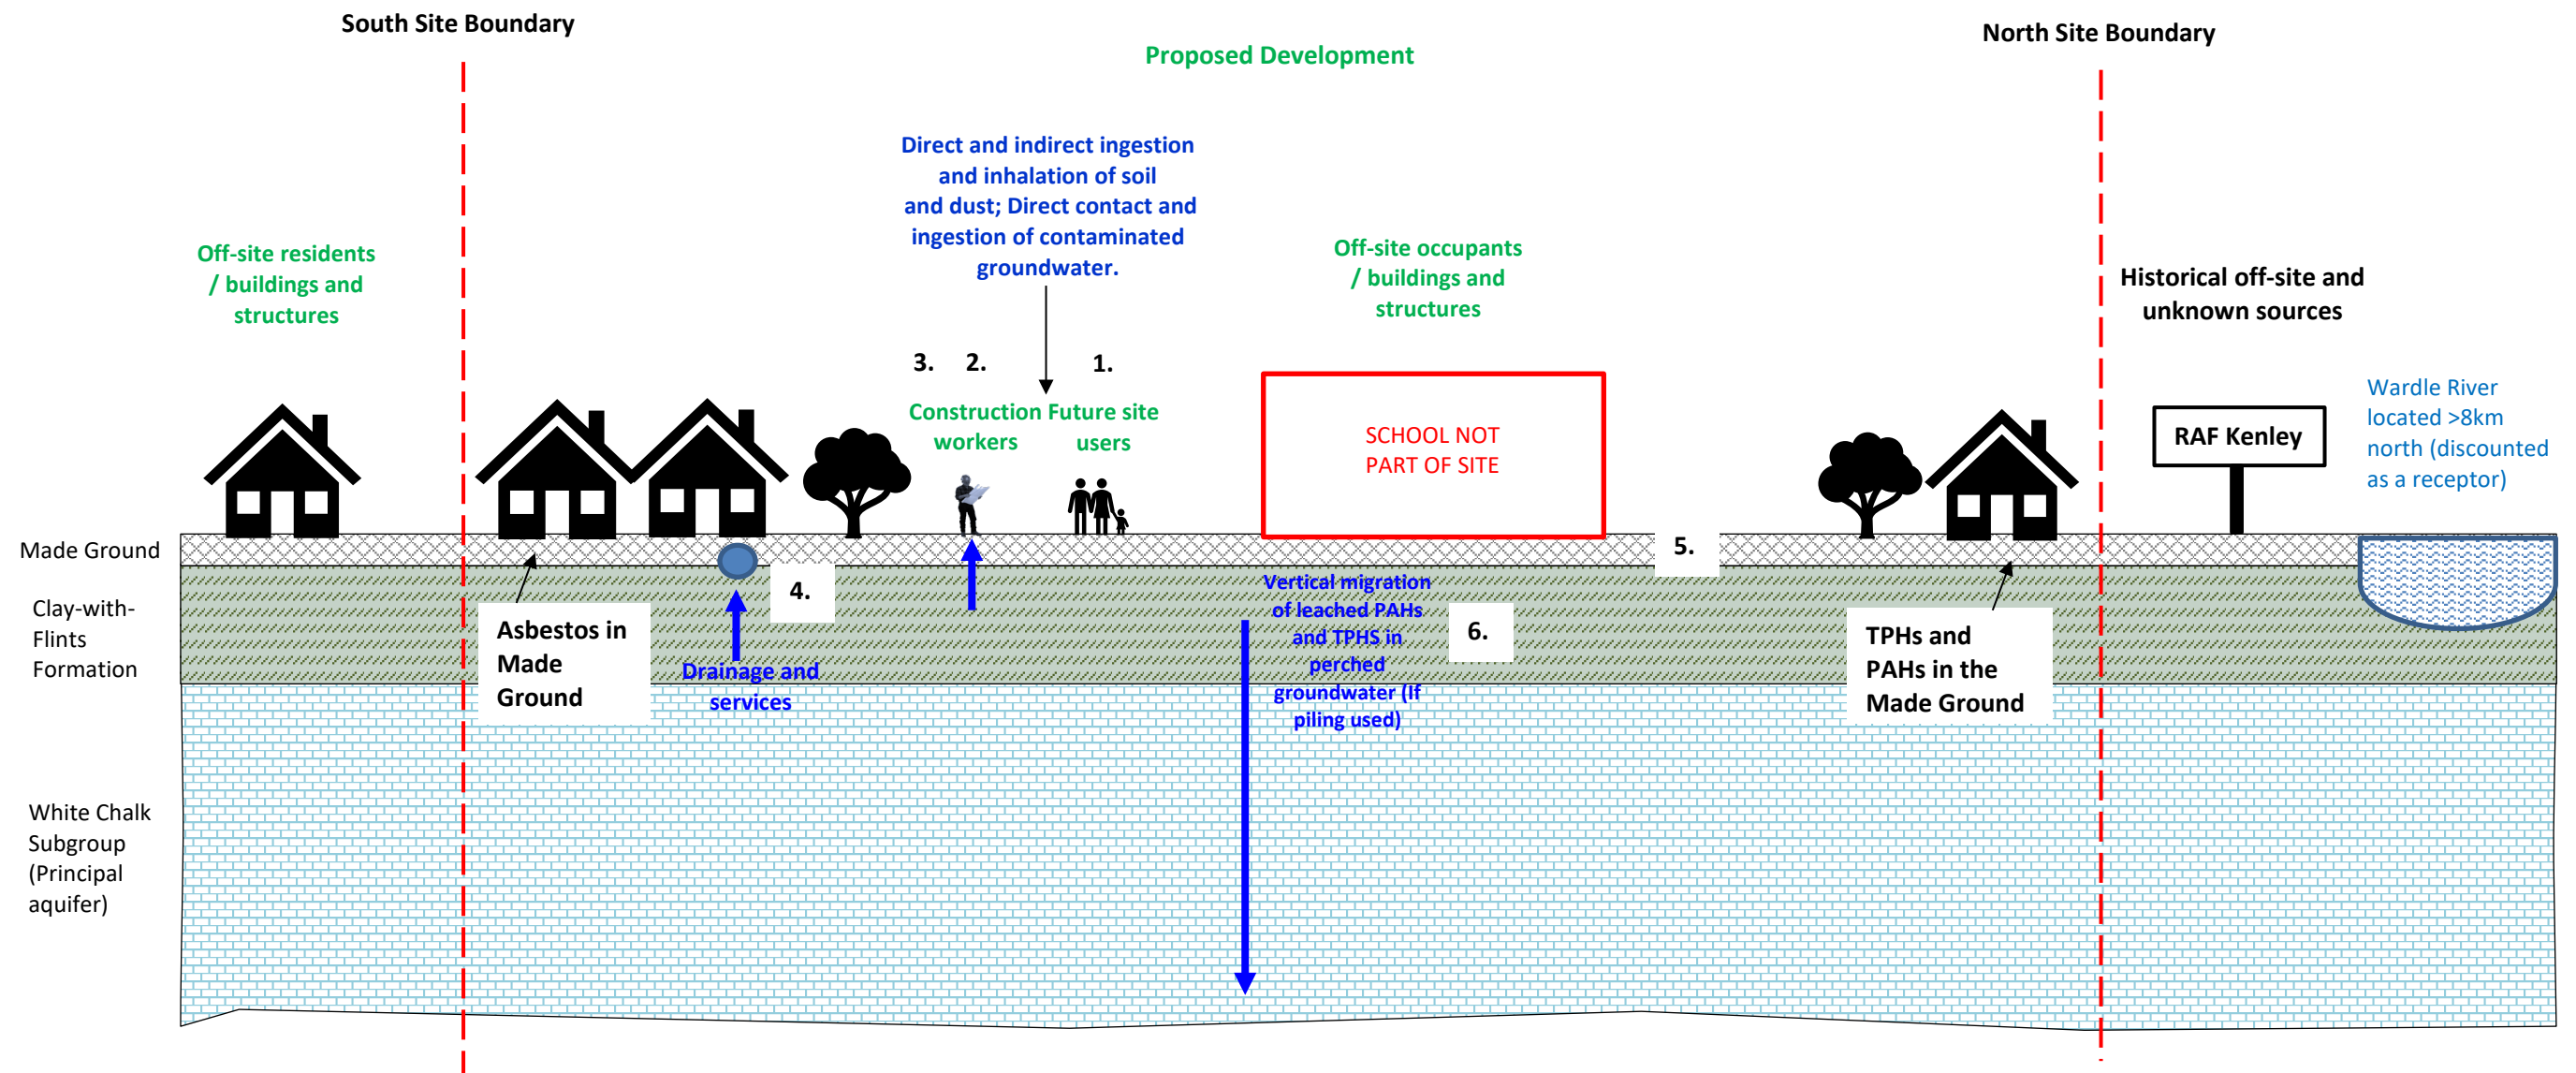 South Site Boundary
Proposed Development
North Site Boundary
Direct and indirect ingestion
and inhalation of soil
and dust; Direct contact and
ingestion of contaminated
groundwater.
Off-site residents
/ buildings and
structures
Off-site occupants
/ buildings and
structures
Historical off-site and
unknown sources
3.
2.
1.
Construction
workers
Future site
users
SCHOOL NOT
PART OF SITE
RAF Kenley
Wardle River
located >8km
north (discounted
as a receptor)
Made Ground
Clay-with-
Flints
Formation
White Chalk
Subgroup
(Principal
aquifer)
Asbestos in
Made
Ground
4.
Drainage and
services
Vertical migration
of leached PAHs
and TPHS in
perched
groundwater (If
piling used)
5.
6.
TPHs and
PAHs in the
Made Ground